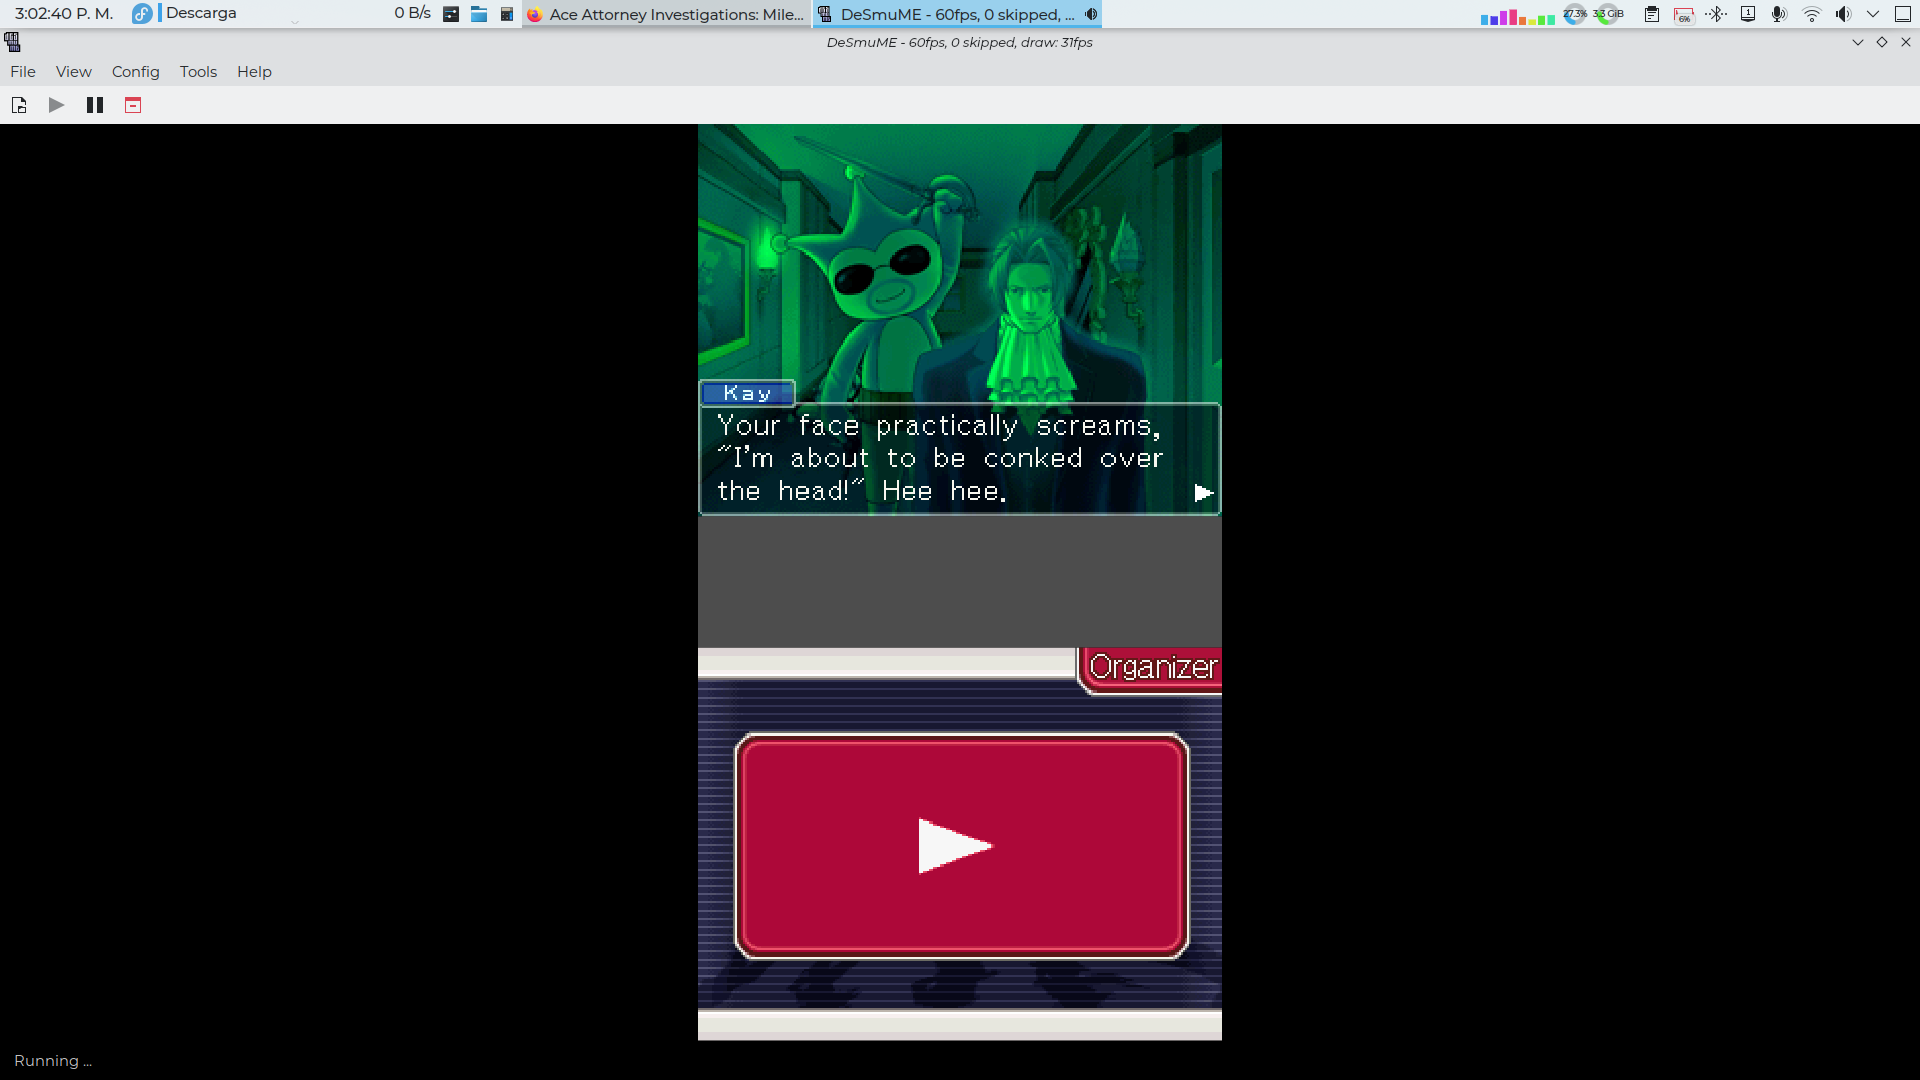 3:02:40 P. M.
Descarga
0 B/s
Ace Attorney Investigations: Mile...
DeSmuME - 60fps, 0 skipped, ...
27.3%
3.3 GiB
6%
1
DeSmuME - 60fps, 0 skipped, draw: 31fps
File View Config Tools Help
Kay
Your face practically screams,
"I'm about to be conked over
the head!" Hee hee.
Organizer
Running ...